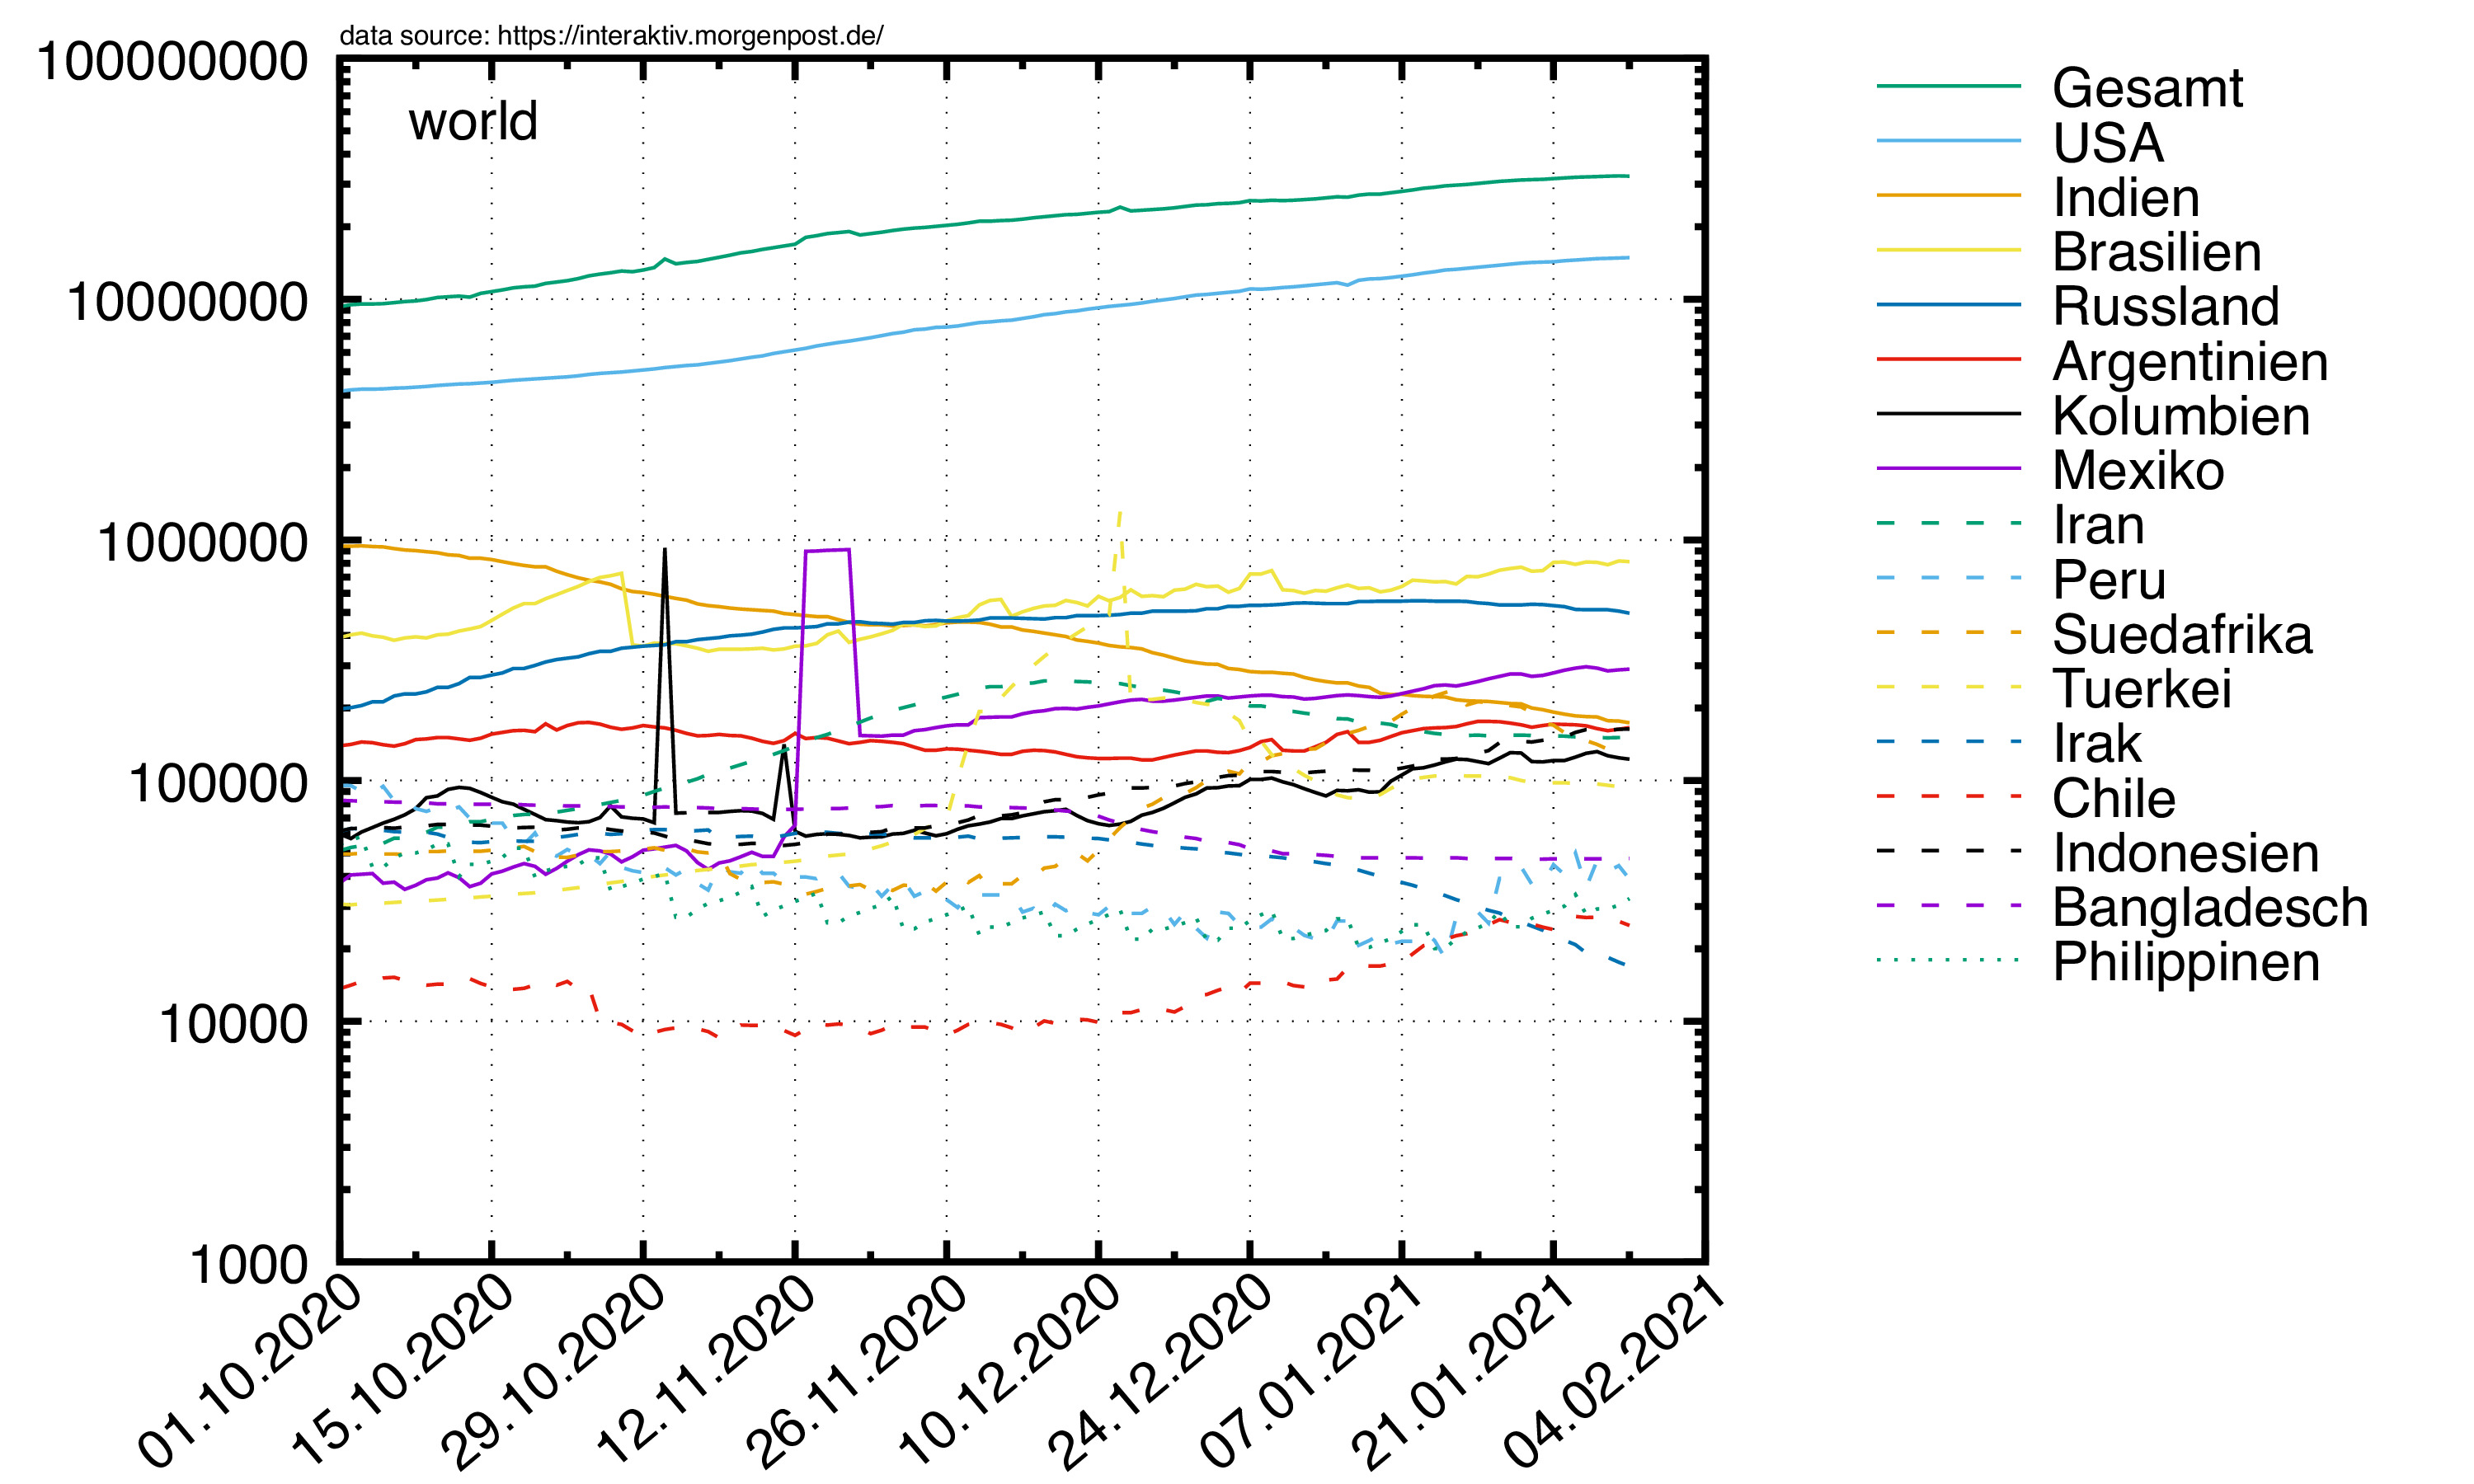 data source: https://interaktiv.morgenpost.de/
100000000
10000000
1000000
100000
10000
1000
world
01.10.2020
15.10.2020
29.10.2020
12.11.2020
26.11.2020
10.12.2020
24.12.2020
07.01.2021
21.01.2021
04.02.2021
Gesamt
USA
Indien
Brasilien
Russland
Argentinien
Kolumbien
Mexiko
Iran
Peru
Suedafrika
Tuerkei
Irak
Chile
Indonesien
Bangladesch
Philippinen